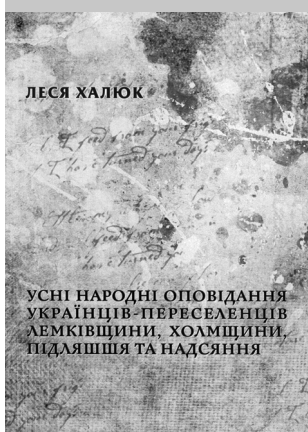 ЛЕСЯ ХАЛЮК
УСНІ НАРОДНІ ОПОВІДАННЯ
УКРАЇНЦІВ-ПЕРЕСЕЛЕНЦІВ
ЛЕМКІВЩИНИ, ХОЛМЩИНИ,
ПІДЛЯШШЯ ТА НАДСЯННЯ